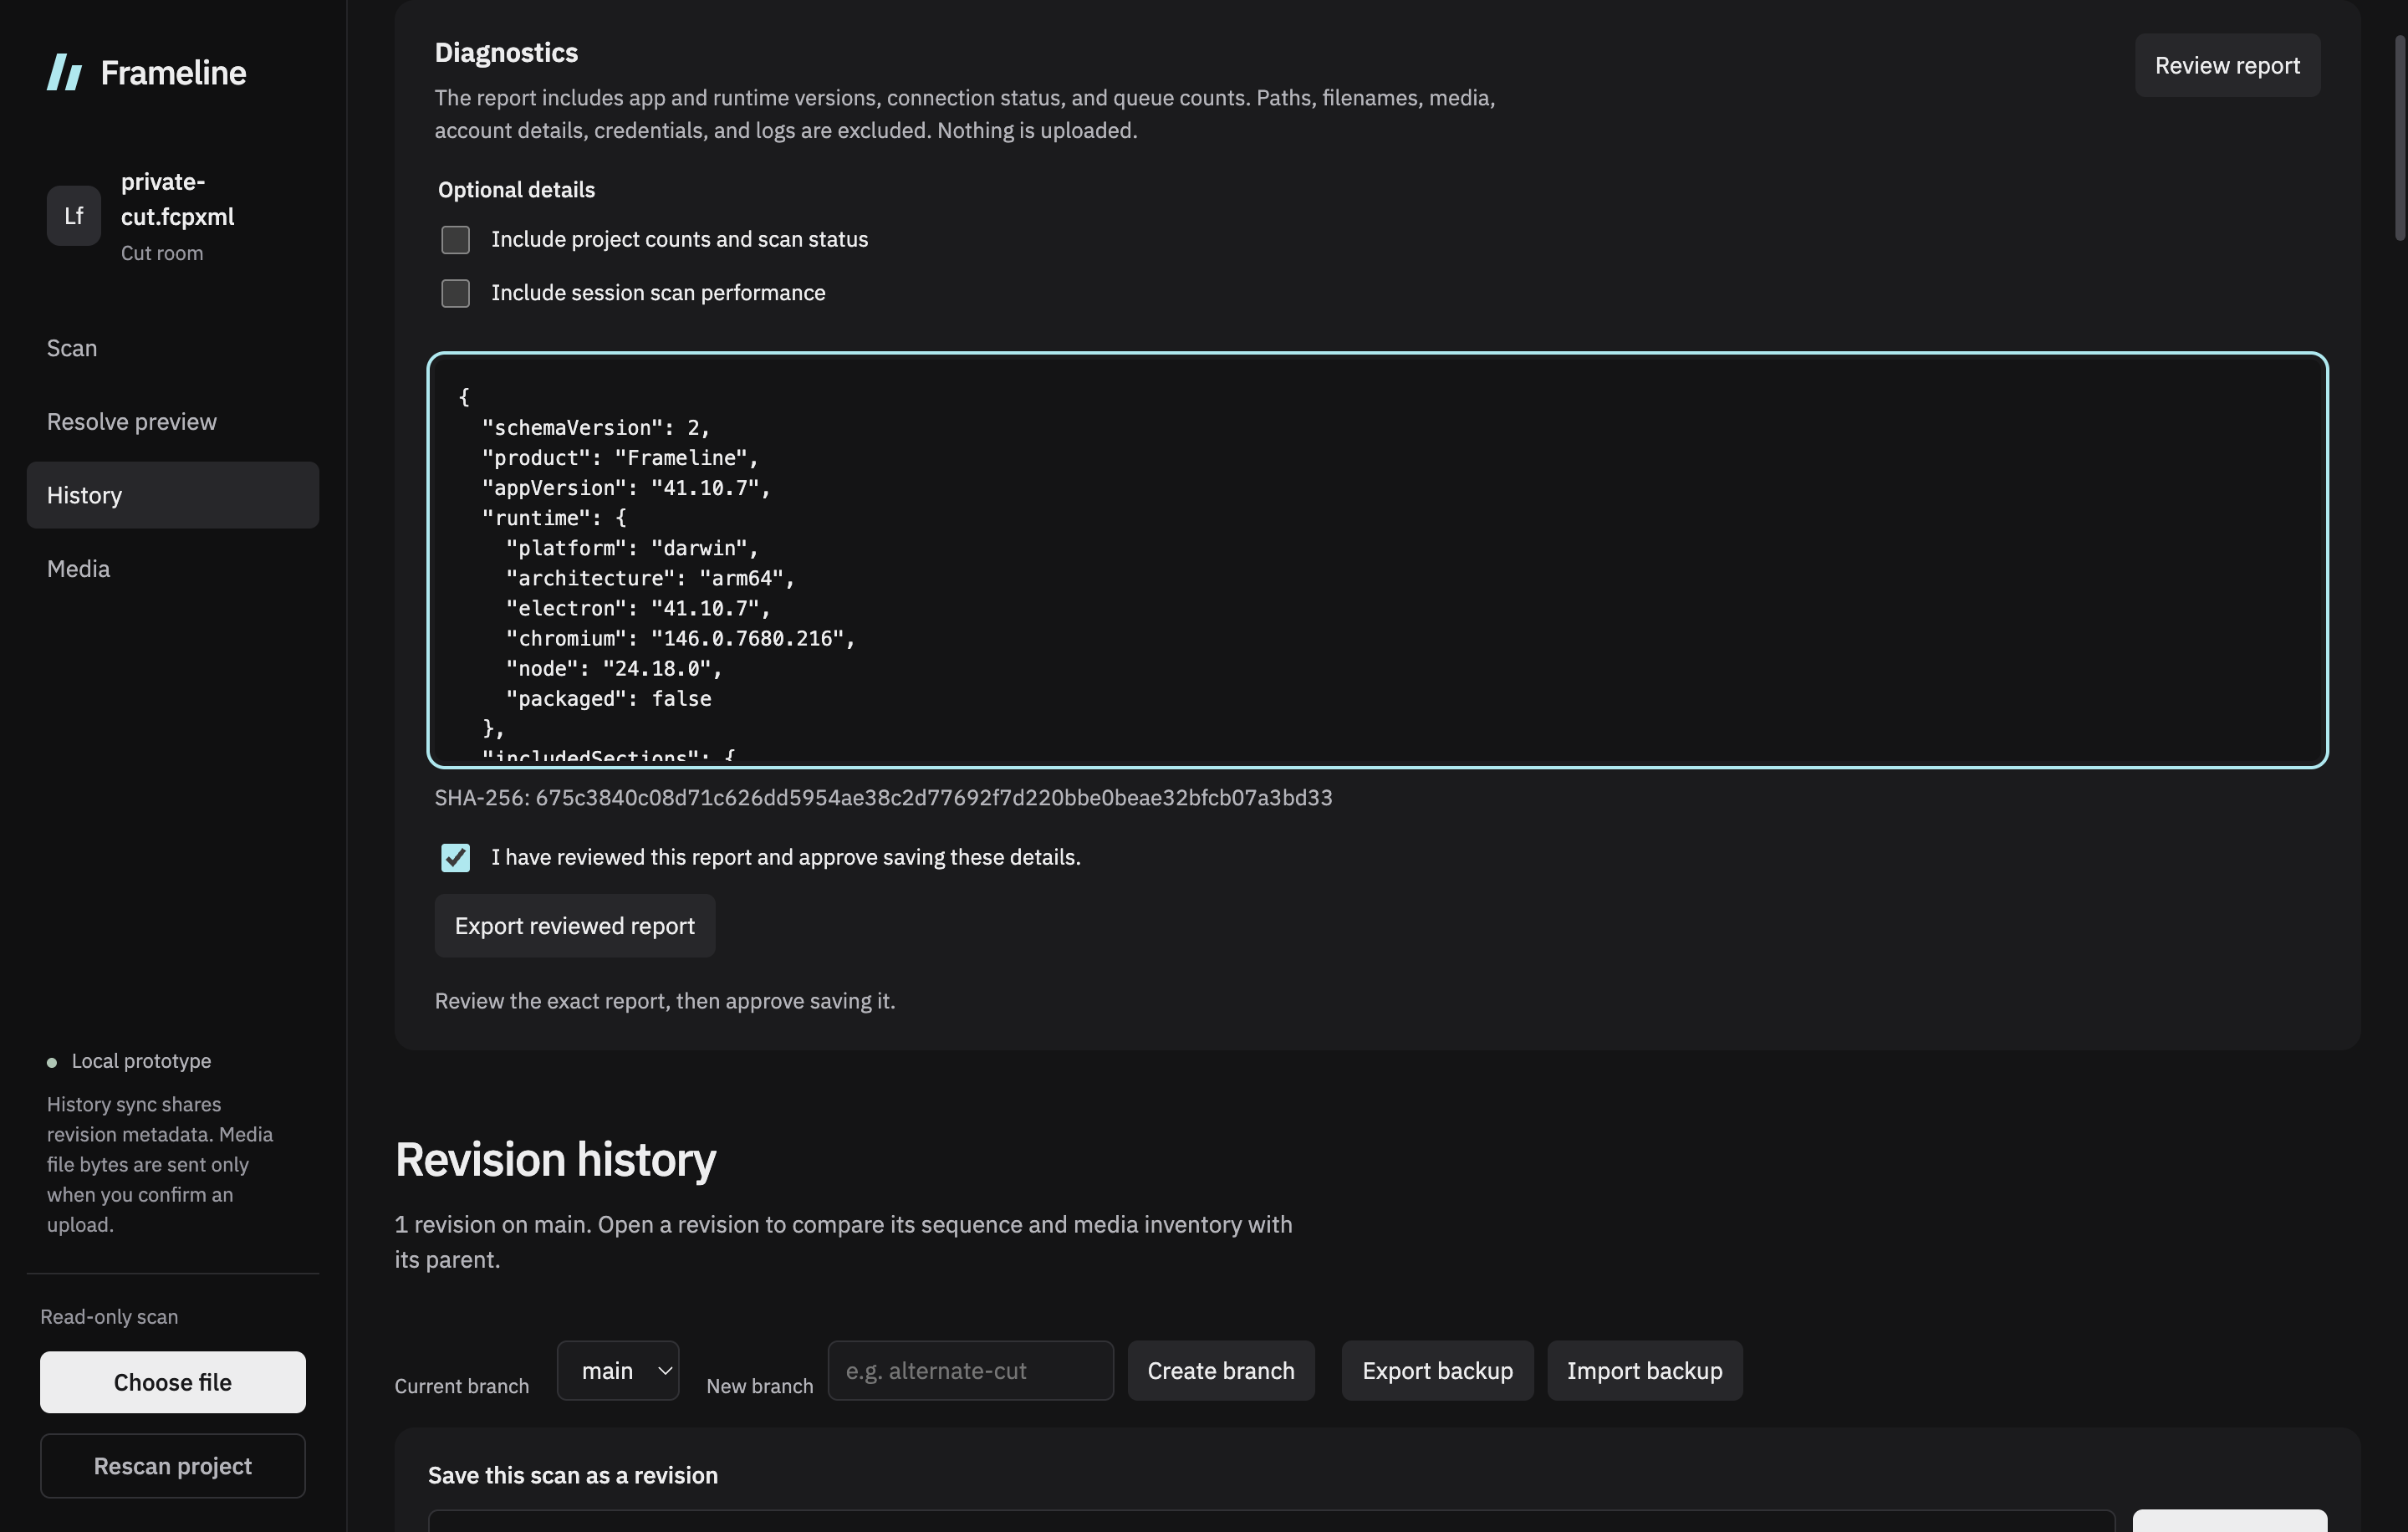 Frameline
Lf
private-
cut.fcpxml
Cut room
Scan
Resolve preview
History
Media
Local prototype
History sync shares
revision metadata. Media
file bytes are sent only
when you confirm an
upload.
Read-only scan
Choose file
Rescan project
Diagnostics
Review report
The report includes app and runtime versions, connection status, and queue counts. Paths, filenames, media,
account details, credentials, and logs are excluded. Nothing is uploaded.
Optional details
Include project counts and scan status
Include session scan performance
{
  "schemaVersion": 2,
  "product": "Frameline",
  "appVersion": "41.10.7",
  "runtime": {
    "platform": "darwin",
    "architecture": "arm64",
    "electron": "41.10.7",
    "chromium": "146.0.7680.216",
    "node": "24.18.0",
    "packaged": false
  },
  "includedSections": {
SHA-256: 675c3840c08d71c626dd5954ae38c2d77692f7d220bbe0beae32bfcb07a3bd33
I have reviewed this report and approve saving these details.
Export reviewed report
Review the exact report, then approve saving it.
Revision history
1 revision on main. Open a revision to compare its sequence and media inventory with
its parent.
Current branch main New branch e.g. alternate-cut Create branch Export backup Import backup
Save this scan as a revision